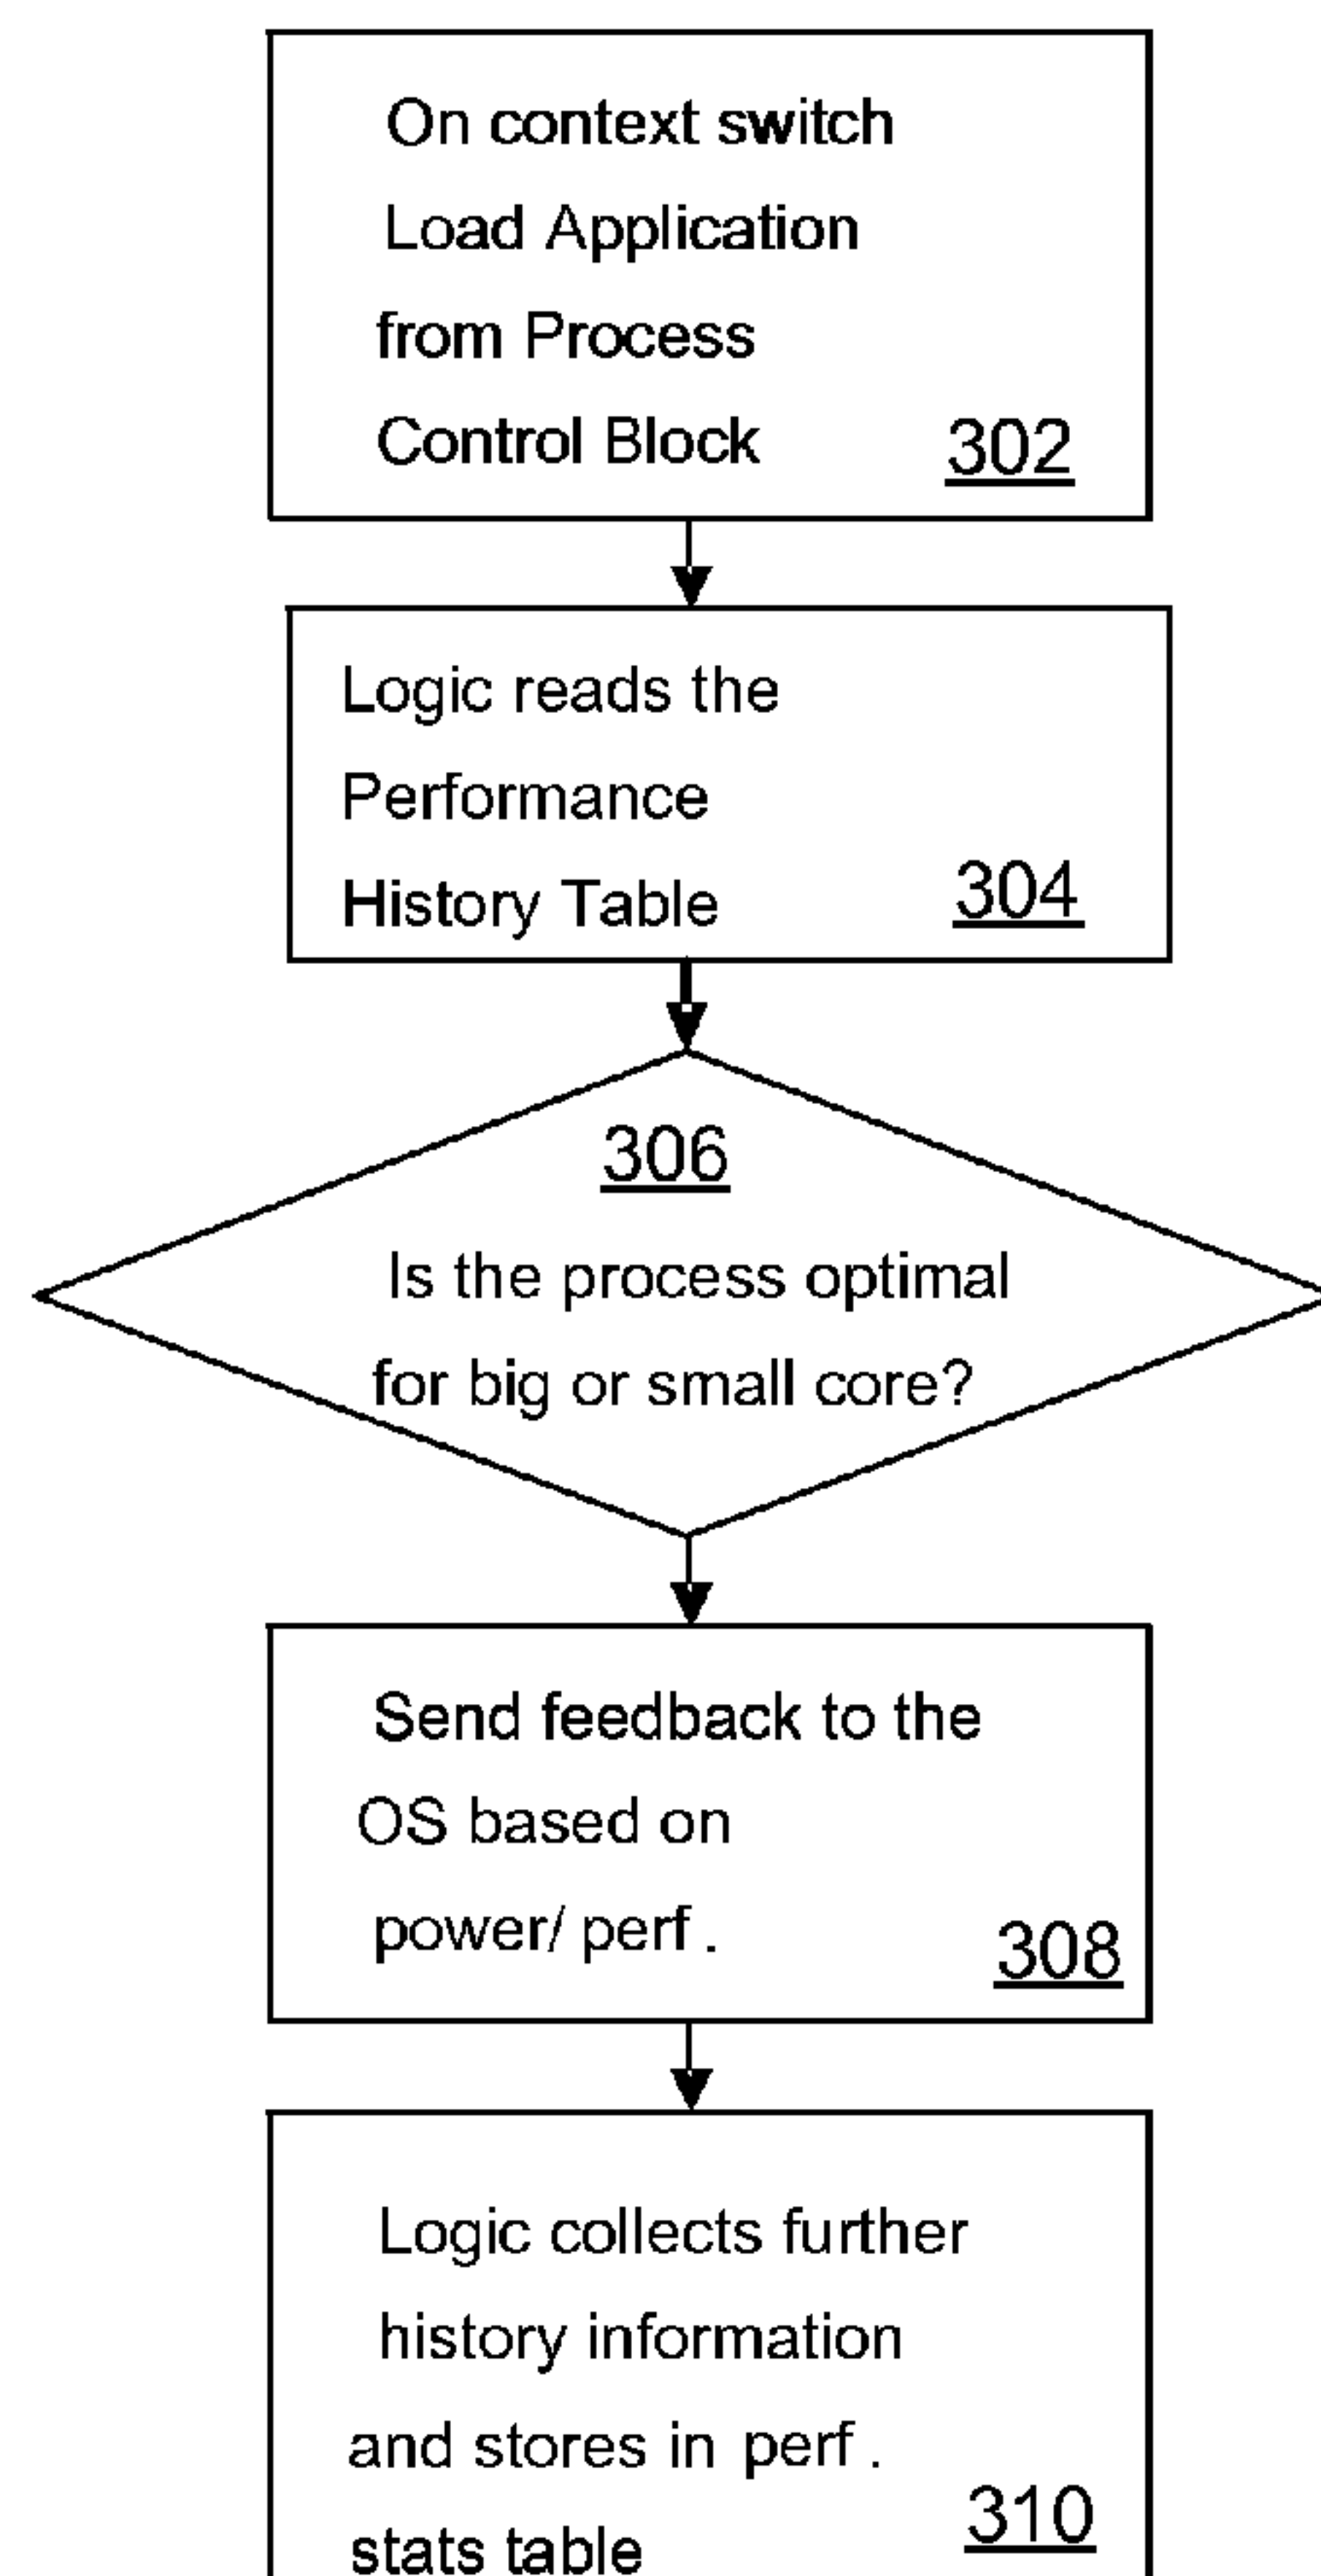 On context switch
Load Application
from Process
Control Block 302
Logic reads the
Performance
History Table 304
306
Is the process optimal
for big or small core?
Send feedback to the
OS based on
power/ perf .
308
Logic collects further
history information
and stores in perf .
stats table 310